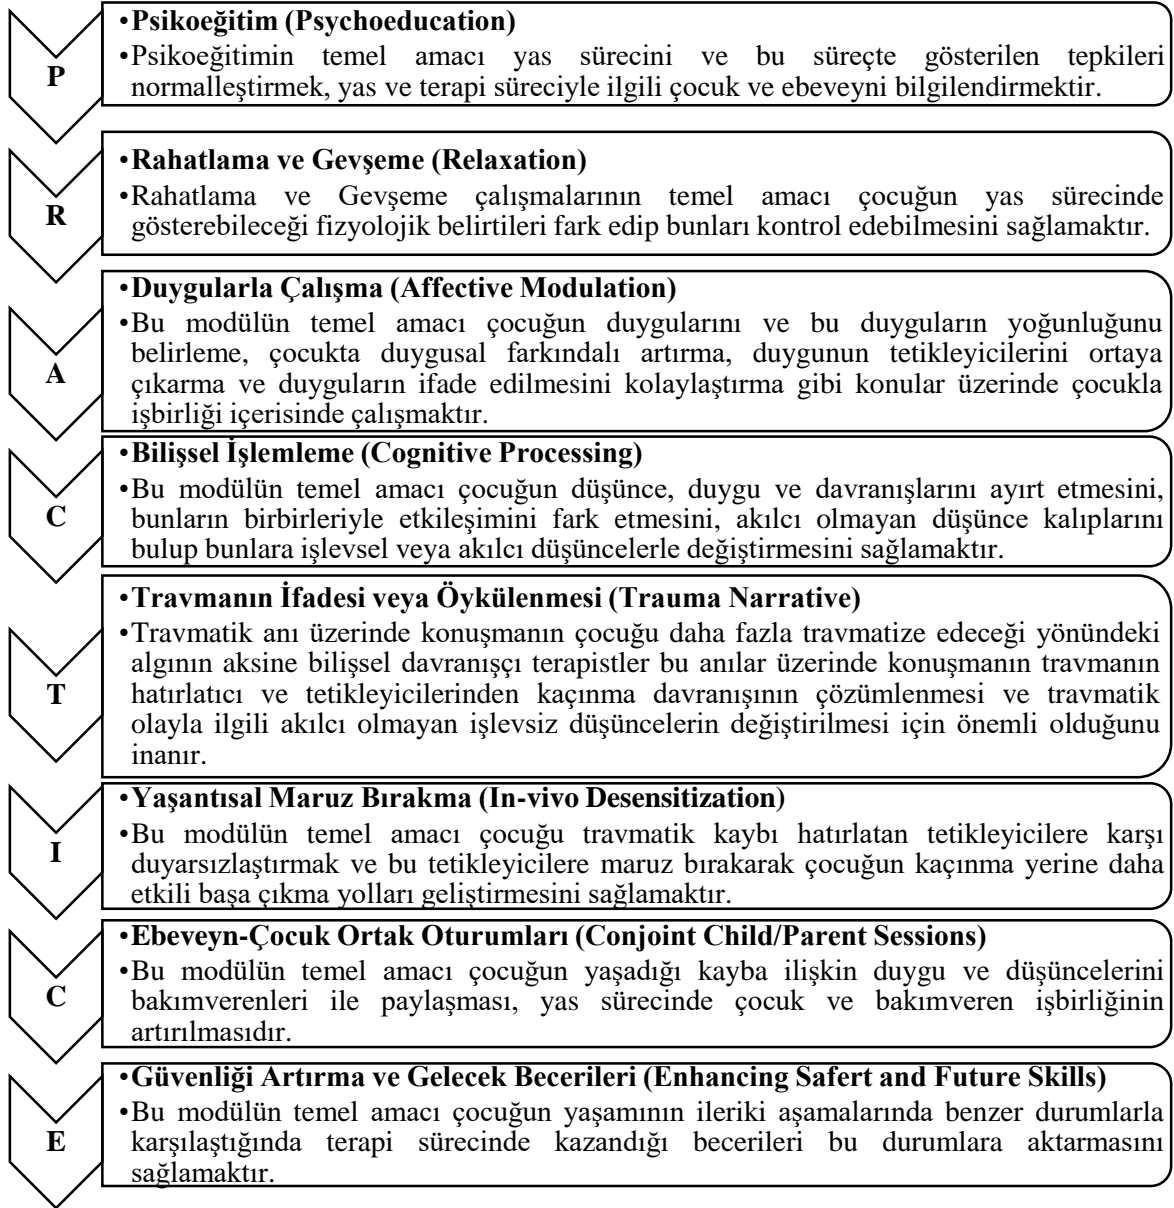 P
•Psikoeğitim (Psychoeducation)
•Psikoeğitimin temel amacı yas sürecini ve bu süreçte gösterilen tepkileri
normalleştirmek, yas ve terapi süreciyle ilgili çocuk ve ebeveyni bilgilendirmektir.
R
•Rahatlama ve Gevşeme (Relaxation)
•Rahatlama ve Gevşeme çalışmalarının temel amacı çocuğun yas sürecinde
gösterebileceği fizyolojik belirtileri fark edip bunları kontrol edebilmesini sağlamaktır.
A
•Duygularla Çalışma (Affective Modulation)
•Bu modülün temel amacı çocuğun duygularını ve bu duyguların yoğunluğunu
belirleme, çocukta duygusal farkındalı artırma, duygunun tetikleyicilerini ortaya
çıkarma ve duyguların ifade edilmesini kolaylaştırma gibi konular üzerinde çocukla
işbirliği içerisinde çalışmaktır.
C
•Bilişsel İşlemleme (Cognitive Processing)
•Bu modülün temel amacı çocuğun düşünce, duygu ve davranışlarını ayırt etmesini,
bunların birbirleriyle etkileşimini fark etmesini, akılcı olmayan düşünce kalıplarını
bulup bunlara işlevsel veya akılcı düşüncelerle değiştirmesini sağlamaktır.
T
•Travmanın İfadesi veya Öykülenmesi (Trauma Narrative)
•Travmatik anı üzerinde konuşmanın çocuğu daha fazla travmatize edeceği yönündeki
algının aksine bilişsel davranışçı terapistler bu anılar üzerinde konuşmanın travmanın
hatırlatıcı ve tetikleyicilerinden kaçınma davranışının çözümlenmesi ve travmatik
olayla ilgili akılcı olmayan işlevsiz düşüncelerin değiştirilmesi için önemli olduğunu
inanır.
I
•Yaşantısal Maruz Bırakma (In-vivo Desensitization)
•Bu modülün temel amacı çocuğu travmatik kaybı hatırlatan tetikleyicilere karşı
duyarsızlaştırmak ve bu tetikleyicilere maruz bırakarak çocuğun kaçınma yerine daha
etkili başa çıkma yolları geliştirmesini sağlamaktır.
C
•Ebeveyn-Çocuk Ortak Oturumları (Conjoint Child/Parent Sessions)
•Bu modülün temel amacı çocuğun yaşadığı kayba ilişkin duygu ve düşüncelerini
bakımverenleri ile paylaşması, yas sürecinde çocuk ve bakımveren işbirliğinin
artırılmasıdır.
E
•Güvenliği Artırma ve Gelecek Becerileri (Enhancing Safert and Future Skills)
•Bu modülün temel amacı çocuğun yaşamının ileriki aşamalarında benzer durumlarla
karşılaştığında terapi sürecinde kazandığı becerileri bu durumlara aktarmasını
sağlamaktır.